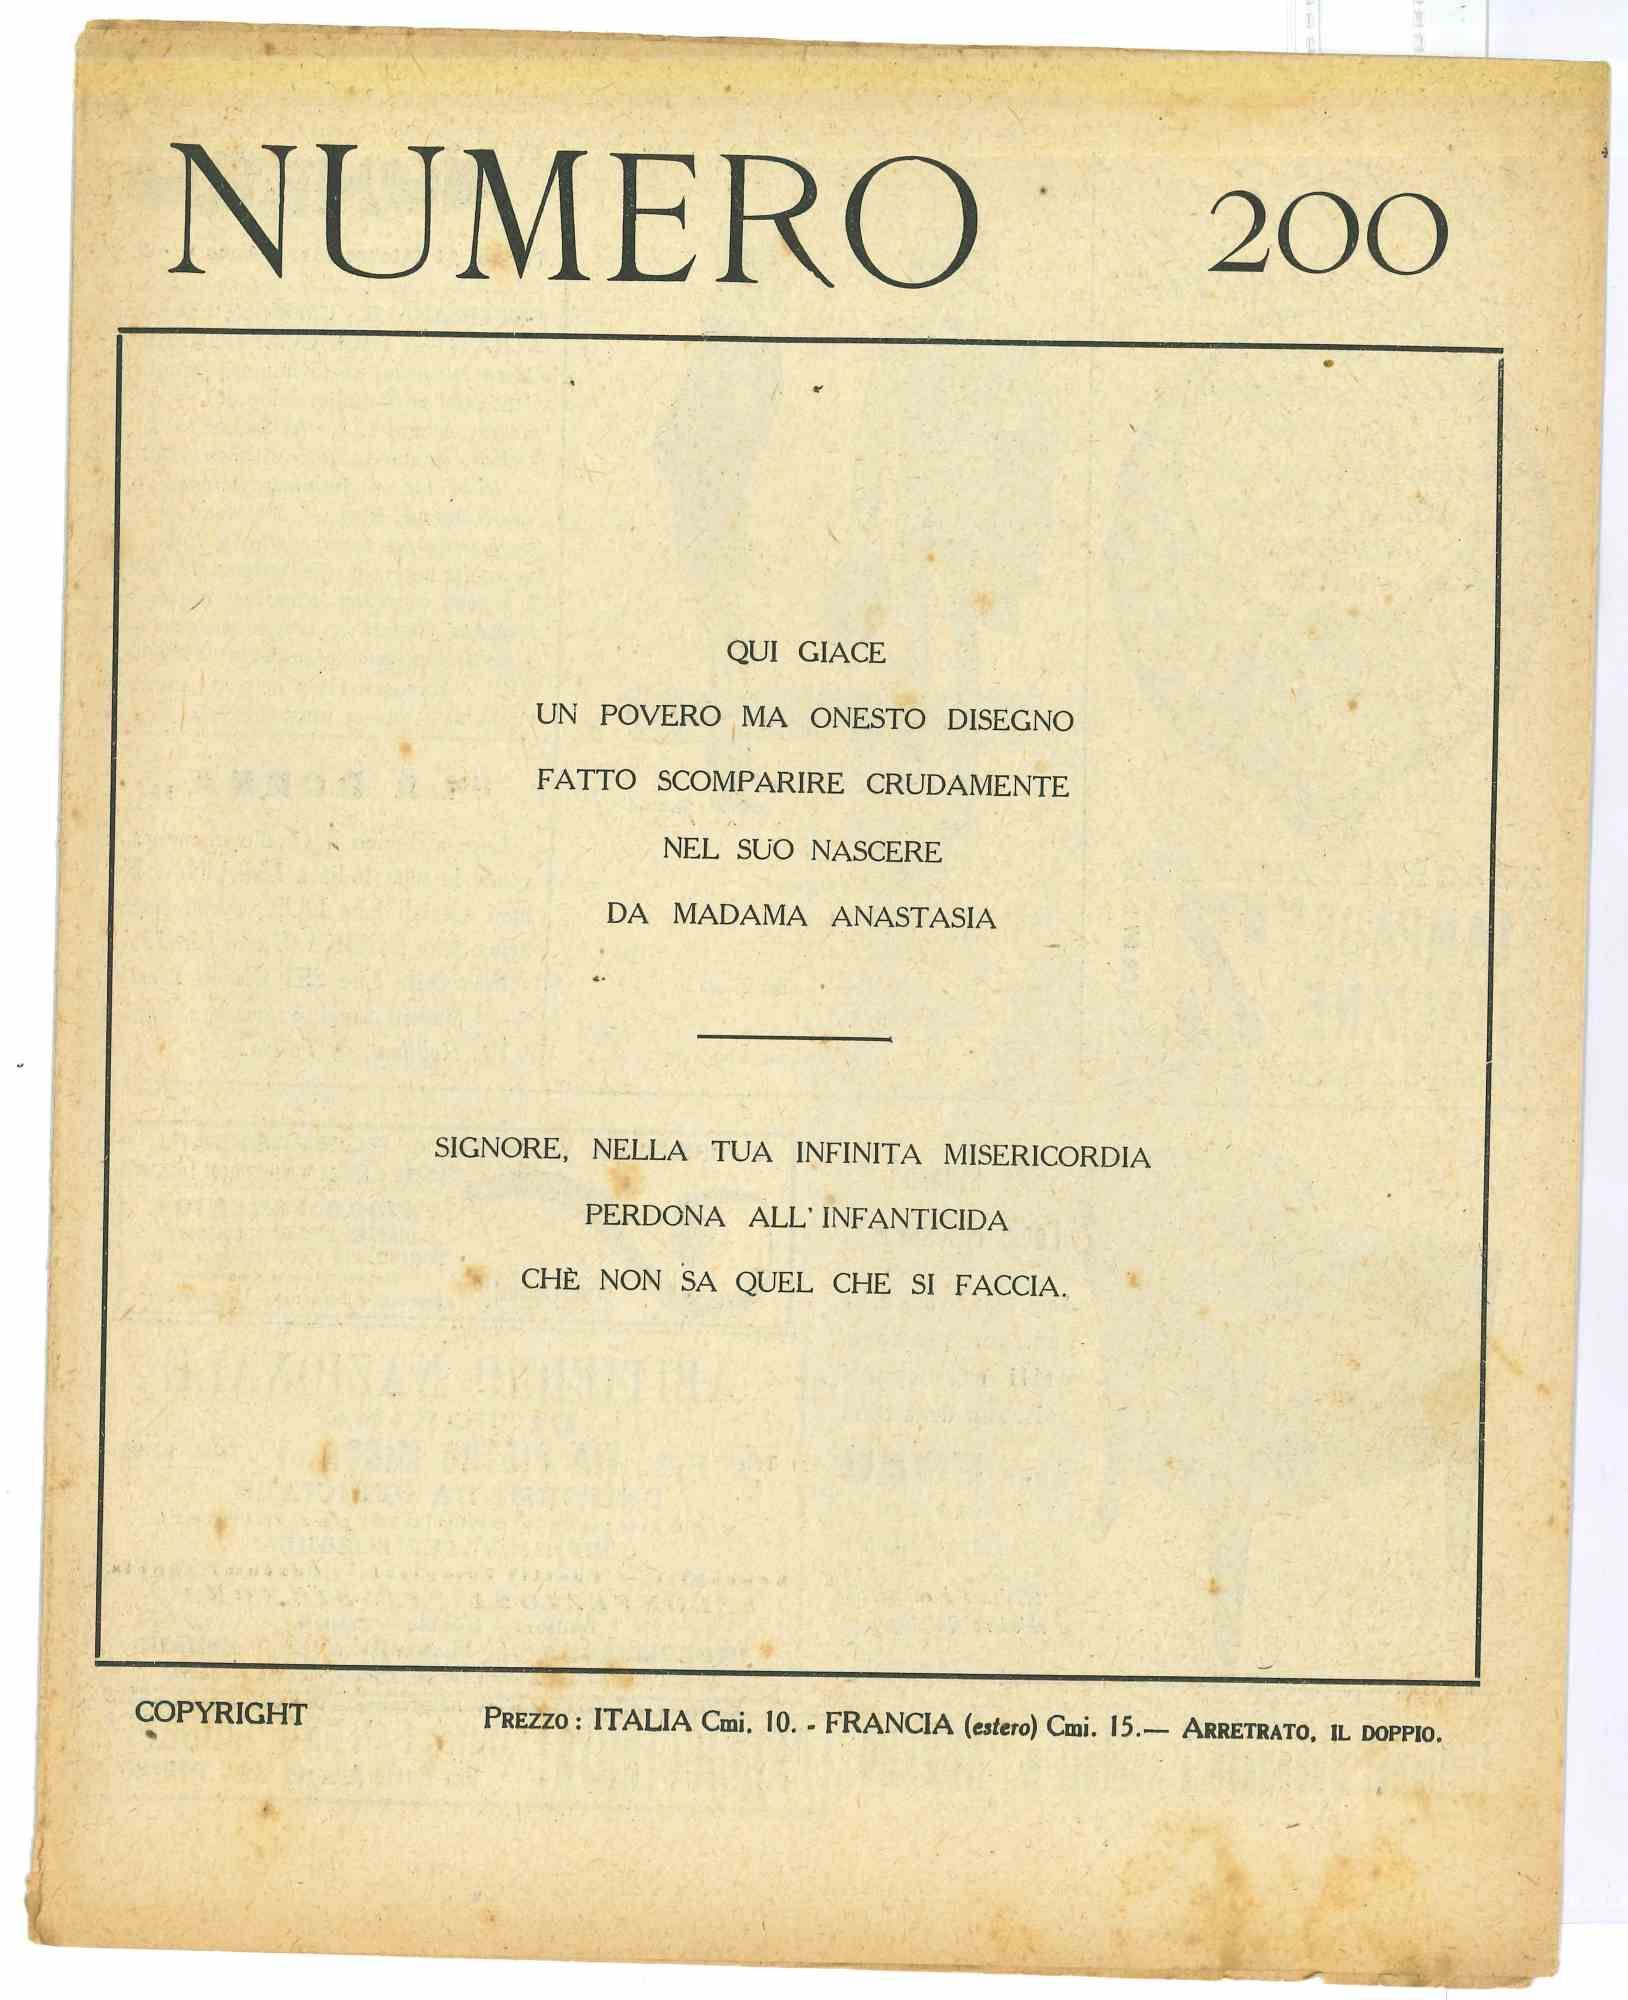 NUMERO 200
QUI GIACE
UN POVERO MA ONESTO DISEGNO
FATTO SCOMPARIRE CRUDAMENTE
NEL SUO NASCERE
DA MADAMA ANASTASIA
SIGNORE, NELLA TUA INFINITA MISERICORDIA
PERDONA ALL' INFANTICIDA
CHÈ NON SA QUEL CHE SI FACCIA.
COPYRIGHT PREZZO: ITALIA Cmi. 10. - FRANCIA (estero) Cmi. 15.— ARRETRATO, IL DOPPIO.